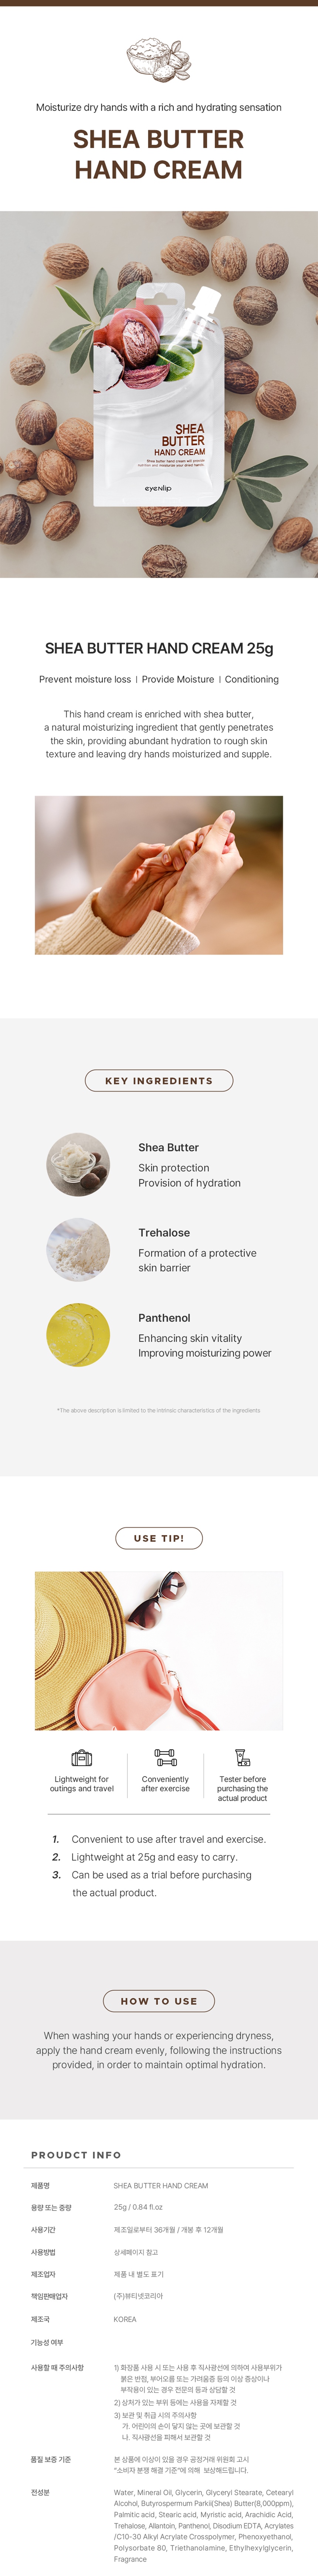 Moisturize dry hands with a rich and hydrating sensation
SHEA BUTTER
HAND CREAM
SHEA
BUTTER
HAND CREAM
eyeNlip
SHEA BUTTER HAND CREAM 25g
Prevent moisture loss | Provide Moisture | Conditioning
This hand cream is enriched with shea butter,
a natural moisturizing ingredient that gently penetrates
the skin, providing abundant hydration to rough skin
texture and leaving dry hands moisturized and supple.
KEY INGREDIENTS
Shea Butter
Skin protection
Provision of hydration
Trehalose
Formation of a protective
skin barrier
Panthenol
Enhancing skin vitality
Improving moisturizing power
*The above description is limited to the intrinsic characteristics of the ingredients
USE TIP!
Lightweight for
outings and travel
Conveniently
after exercise
Tester before
purchasing the
actual product
1. Convenient to use after travel and exercise.
2. Lightweight at 25g and easy to carry.
3. Can be used as a trial before purchasing
the actual product.
HOW TO USE
When washing your hands or experiencing dryness,
apply the hand cream evenly, following the instructions
provided, in order to maintain optimal hydration.
PROUDCT INFO
제품명 SHEA BUTTER HAND CREAM
용량 또는 중량 25g / 0.84 fl.oz
사용기간 제조일로부터 36개월 / 개봉 후 12개월
사용방법 상세페이지 참고
제조업자 제품 내 별도 표기
책임판매업자 (주)뷰티넷코리아
제조국 KOREA
기능성 여부
사용할 때 주의사항 1) 화장품 사용 시 또는 사용 후 직사광선에 의하여 사용부위가
붉은 반점, 부어오름 또는 가려움증 등의 이상 증상이나
부작용이 있는 경우 전문의 등과 상담할 것
2) 상처가 있는 부위 등에는 사용을 자제할 것
3) 보관 및 취급 시의 주의사항
가. 어린이의 손이 닿지 않는 곳에 보관할 것
나. 직사광선을 피해서 보관할 것
품질 보증 기준 본 상품에 이상이 있을 경우 공정거래 위원회 고시
"소비자 분쟁 해결 기준"에 의해 보상해드립니다.
전성분 Water, Mineral Oil, Glycerin, Glyceryl Stearate, Cetearyl
Alcohol, Butyrospermum Parkii(Shea) Butter(8,000ppm),
Palmitic acid, Stearic acid, Myristic acid, Arachidic Acid,
Trehalose, Allantoin, Panthenol, Disodium EDTA, Acrylates
/C10-30 Alkyl Acrylate Crosspolymer, Phenoxyethanol,
Polysorbate 80, Triethanolamine, Ethylhexylglycerin,
Fragrance